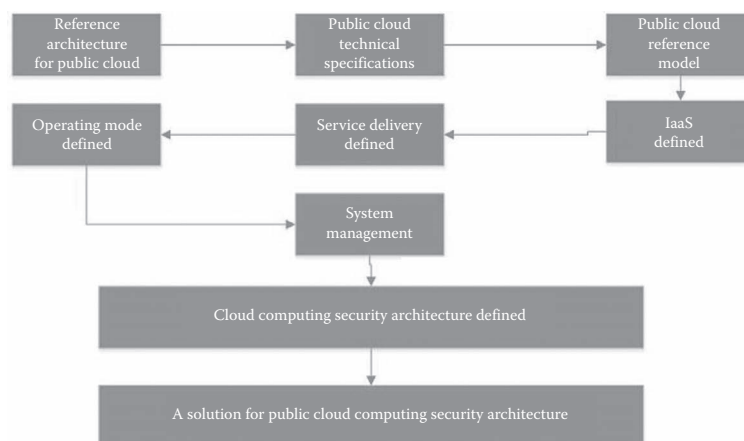 Reference
architecture
for public cloud
Public cloud
technical
specifications
Public cloud
reference
model
IaaS
defined
Service delivery
defined
Operating mode
defined
System
management
Cloud computing security architecture defined
A solution for public cloud computing security architecture